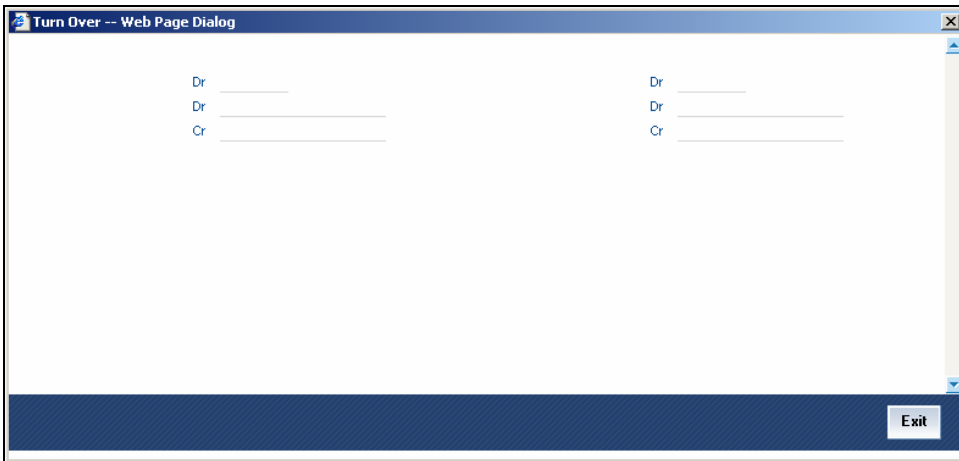 Turn Over -- Web Page Dialog
Dr Dr
Dr Dr
Cr Cr
Exit